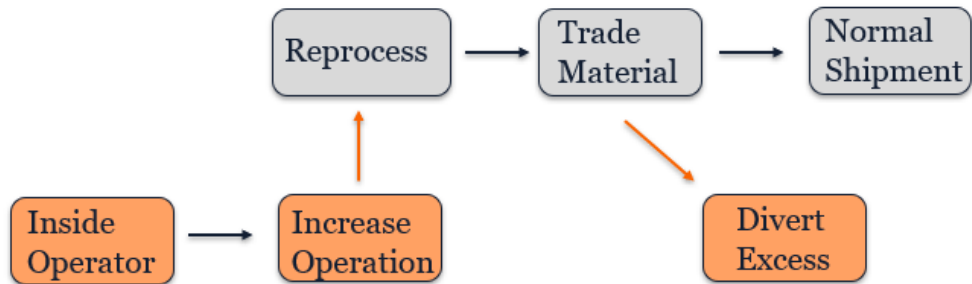 Reprocess
Trade
Material
Normal
Shipment
Inside
Operator
Increase
Operation
Divert
Excess